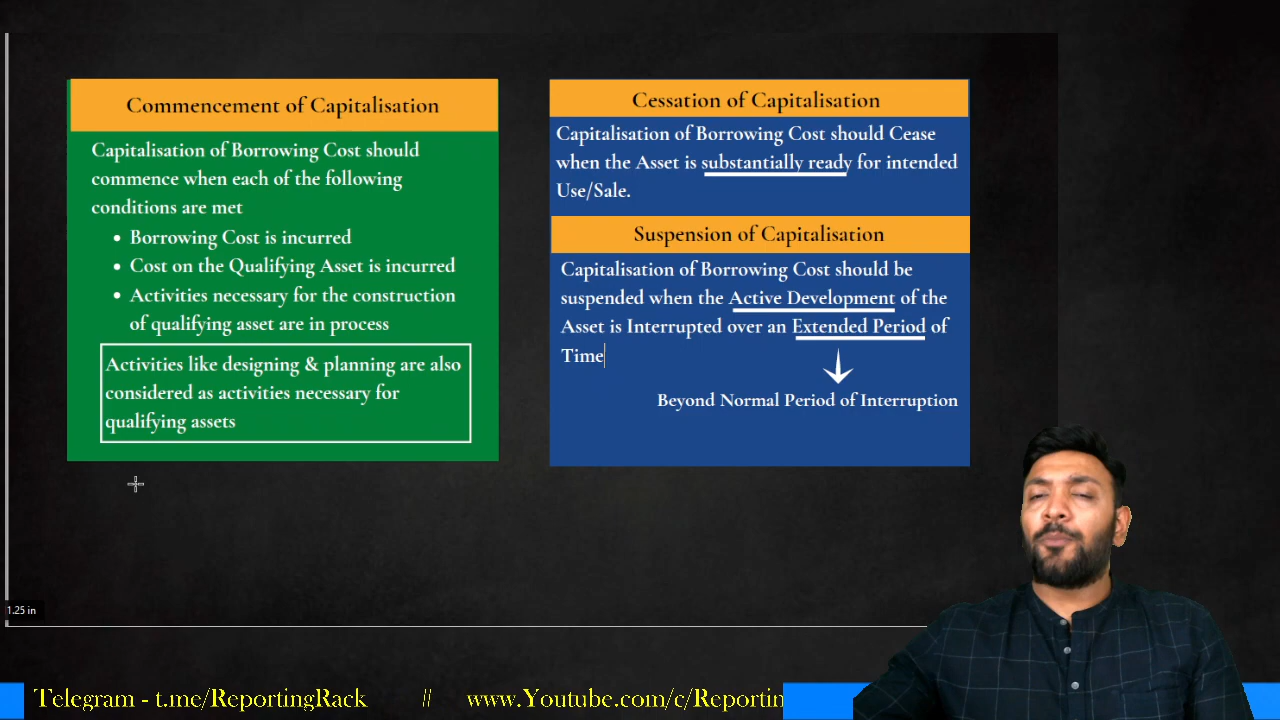 Commencement of Capitalisation
Capitalisation of Borrowing Cost should
commence when each of the following
conditions are met
• Borrowing Cost is incurred
• Cost on the Qualifying Asset is incurred
• Activities necessary for the construction
of qualifying asset are in process
Activities like designing & planning are also
considered as activities necessary for
qualifying assets
Cessation of Capitalisation
Capitalisation of Borrowing Cost should Cease
when the Asset is substantially ready for intended
Use/Sale.
Suspension of Capitalisation
Capitalisation of Borrowing Cost should be
suspended when the Active Development of the
Asset is Interrupted over an Extended Period of
Time
Beyond Normal Period of Interruption
1.25 in
Telegram - t.me/ReportingRack // www.Youtube.com/c/Reportin